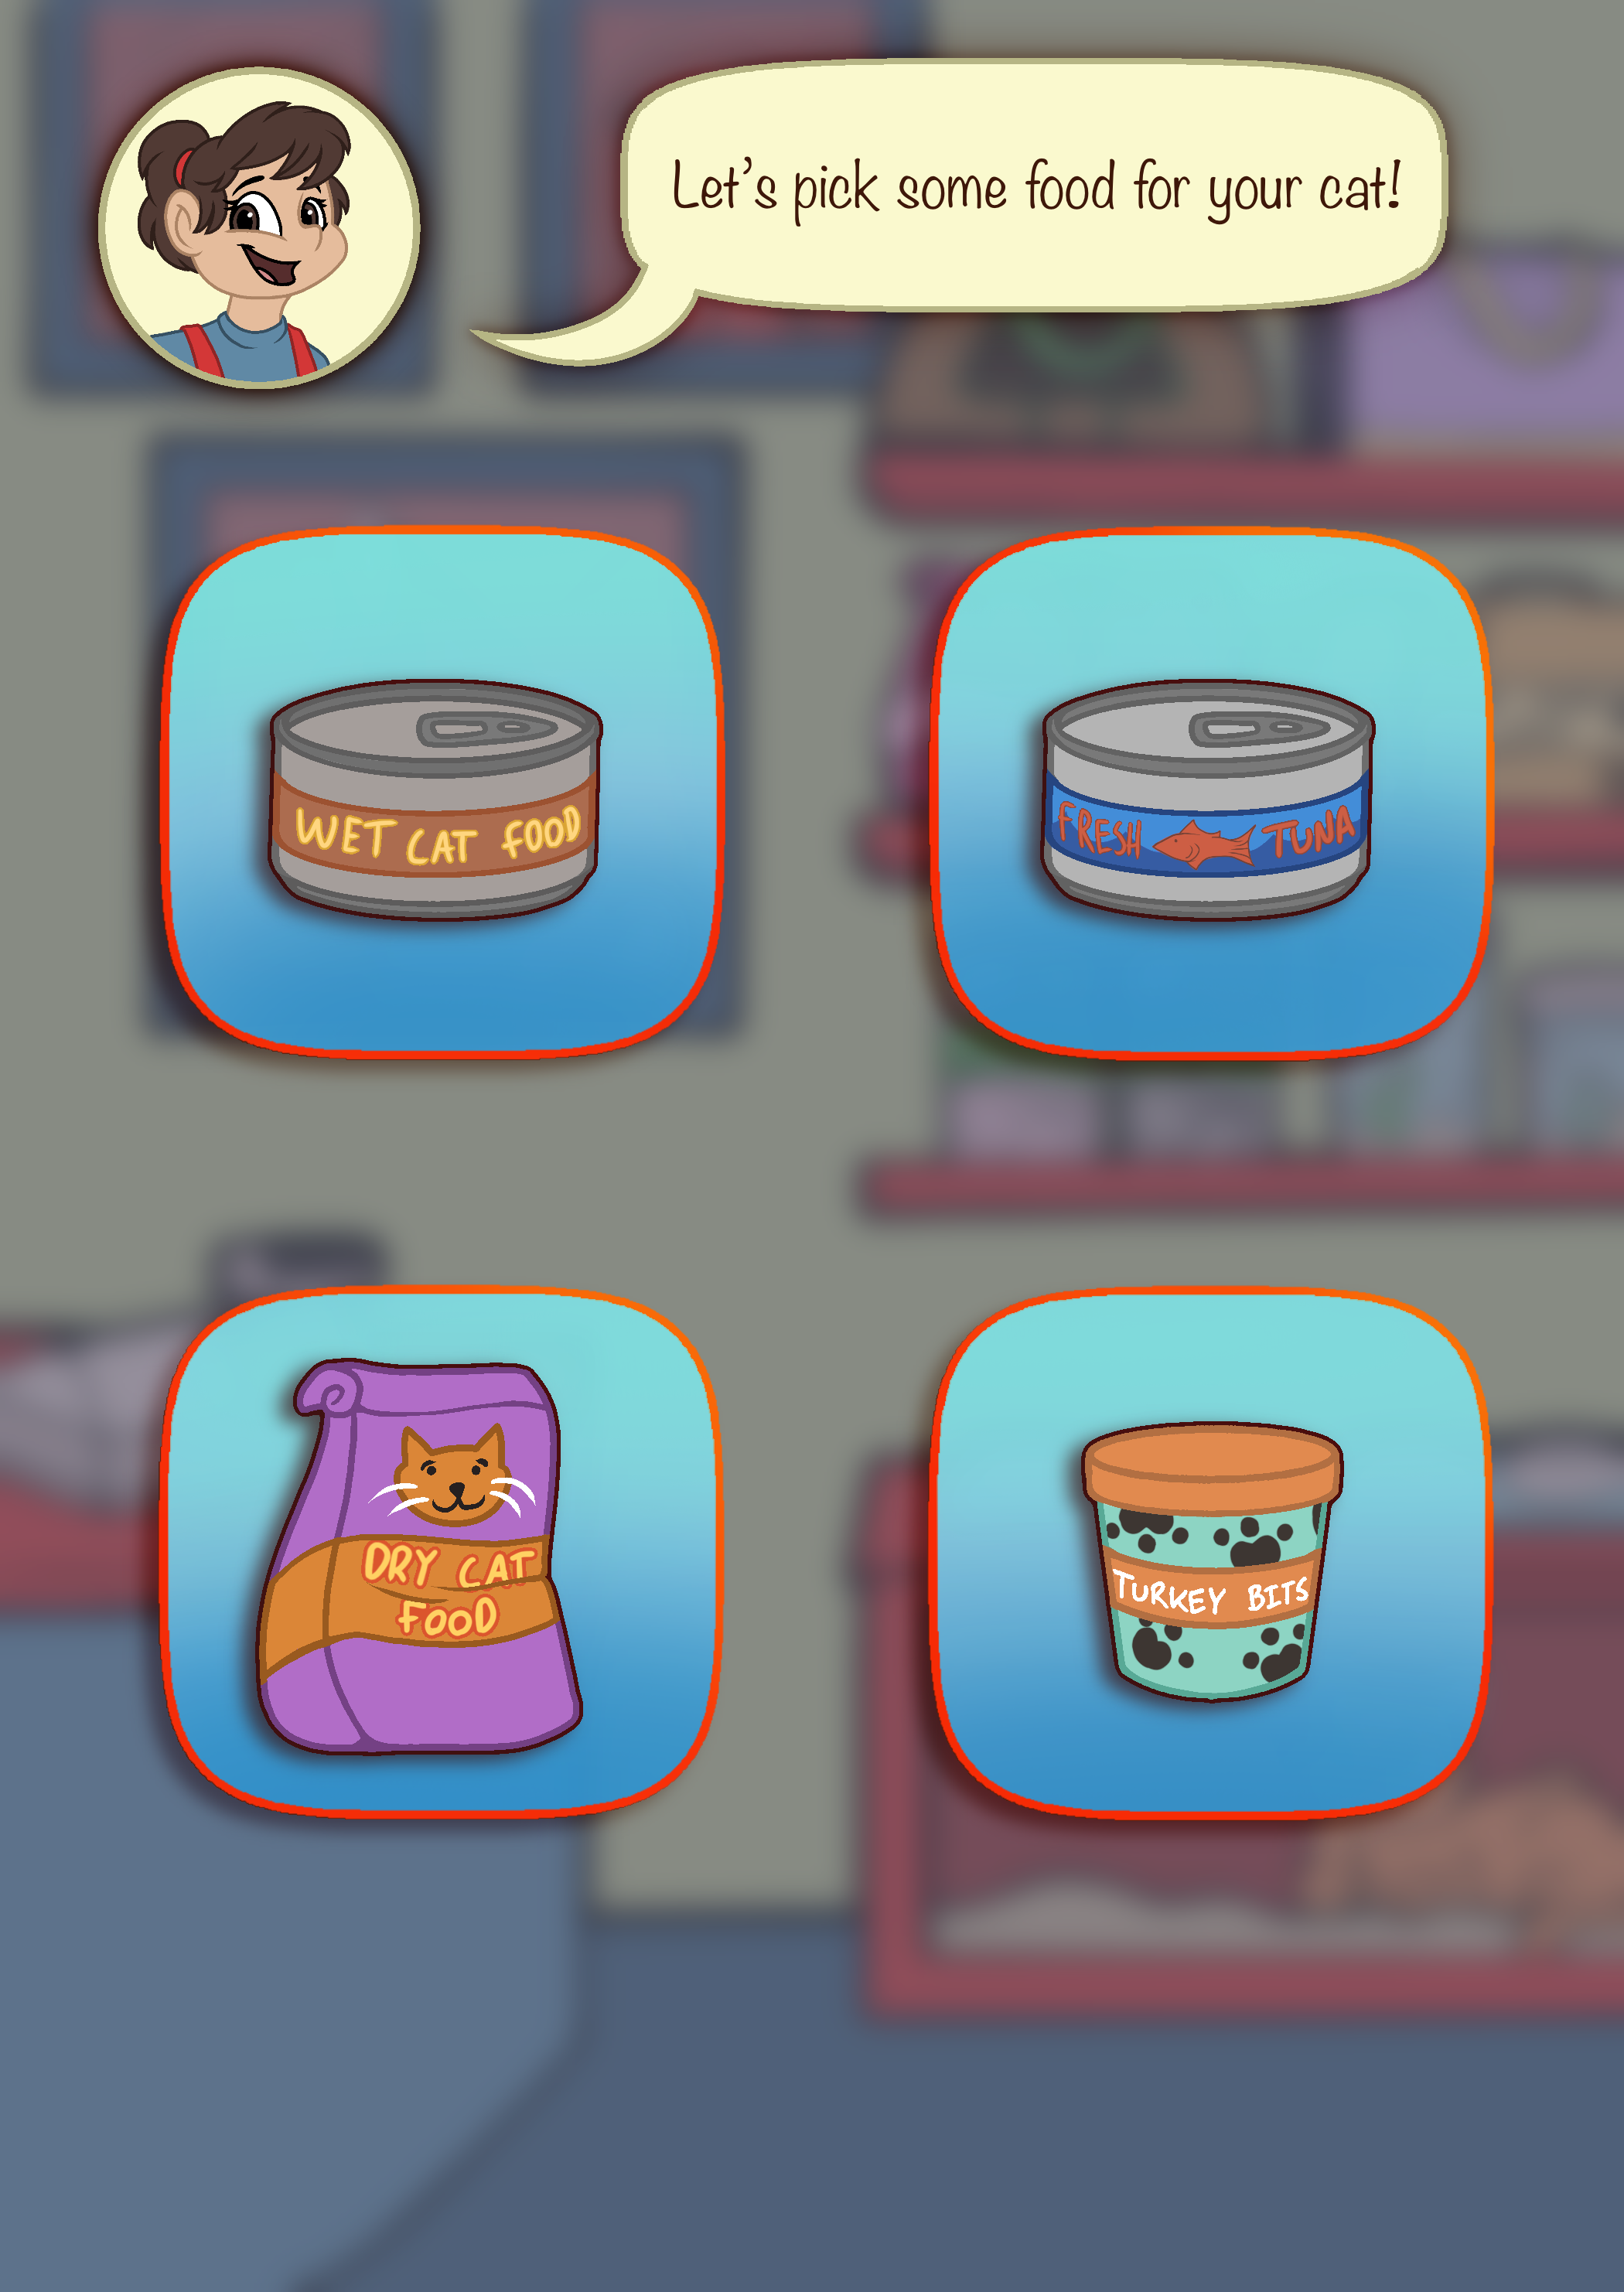 Let's pick some food for your cat!
WET CAT FOOD
FRESH TUNA
DRY CAT
FOOD
TURKEY BITS